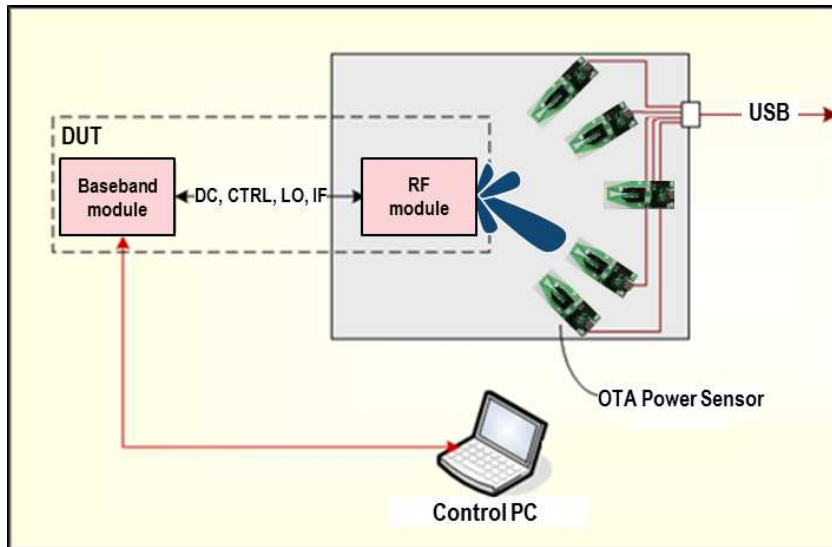 DUT
Baseband
module
DC, CTRL, LO, IF
RF
module
USB
OTA Power Sensor
Control PC